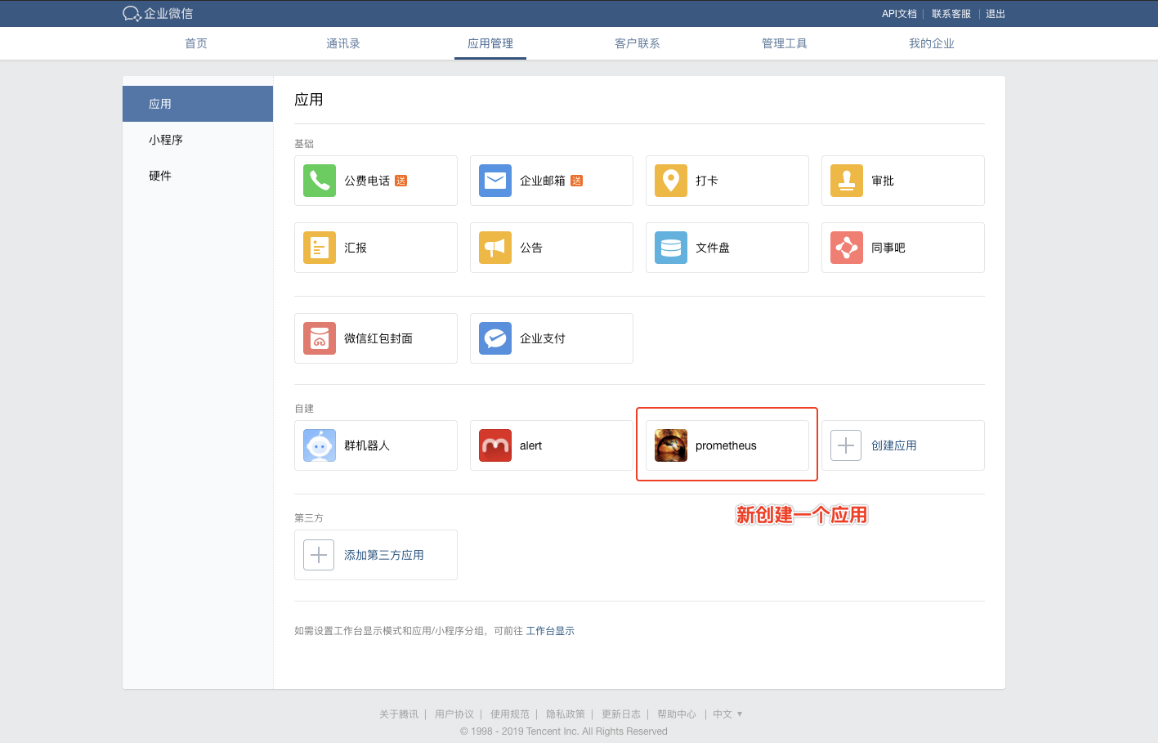 企业微信
API文档 | 联系客服 | 退出
首页 通讯录 应用管理 客户联系 管理工具 我的企业
应用
小程序
硬件
应用
基础
公费电话 送 企业邮箱 送 打卡 审批
汇报 公告 文件盘 同事吧
微信红包封面 企业支付
自建
群机器人 alert prometheus 创建应用
新创建一个应用
第三方
添加第三方应用
如需设置工作台显示模式和应用/小程序分组，可前往 工作台显示
关于腾讯 | 用户协议 | 使用规范 | 隐私政策 | 更新日志 | 帮助中心 | 中文
© 1998 - 2019 Tencent Inc. All Rights Reserved